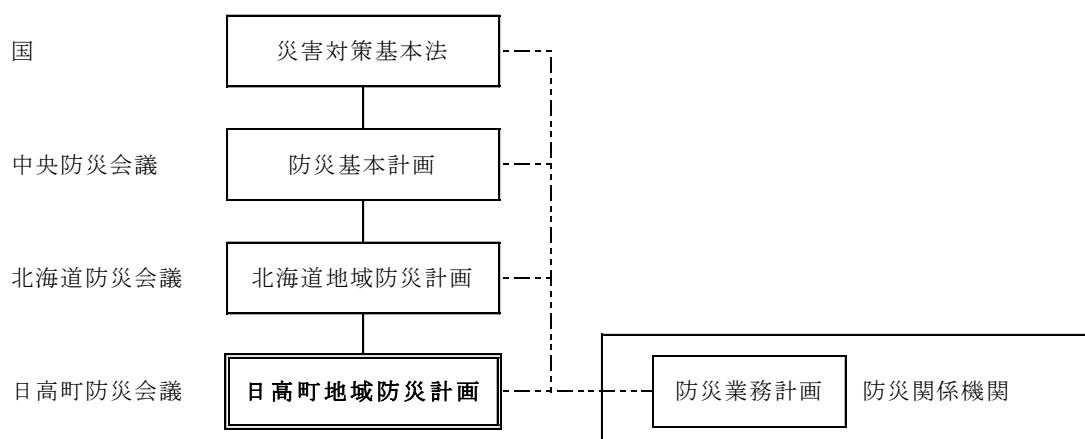 国
災害対策基本法
中央防災会議
防災基本計画
北海道防災会議
北海道地域防災計画
日高町防災会議
日高町地域防災計画
防災業務計画
防災関係機関